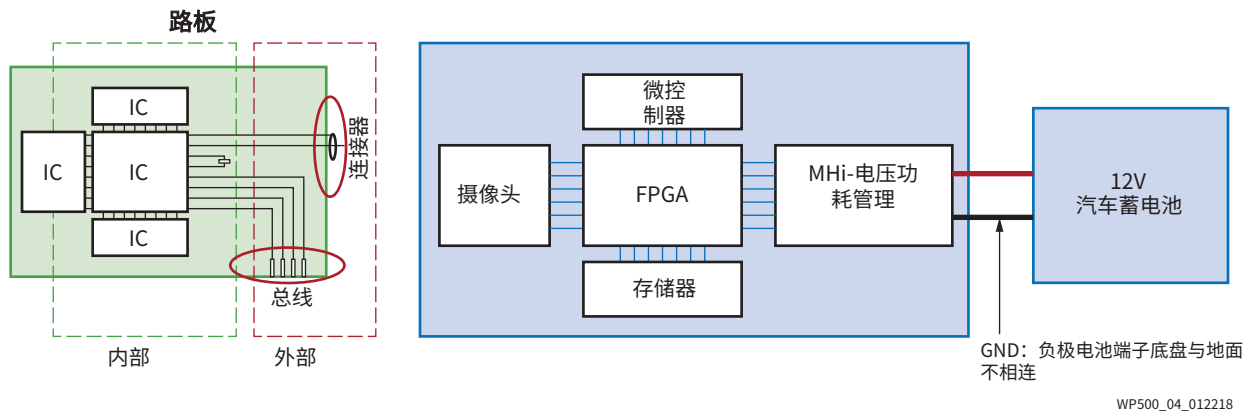 路板
IC
IC
IC
IC
连接器
总线
内部
外部
微控
制器
摄像头
FPGA
MHi-电压功
耗管理
存储器
12V
汽车蓄电池
GND：负极电池端子底盘与地面
不相连
WP500_04_012218